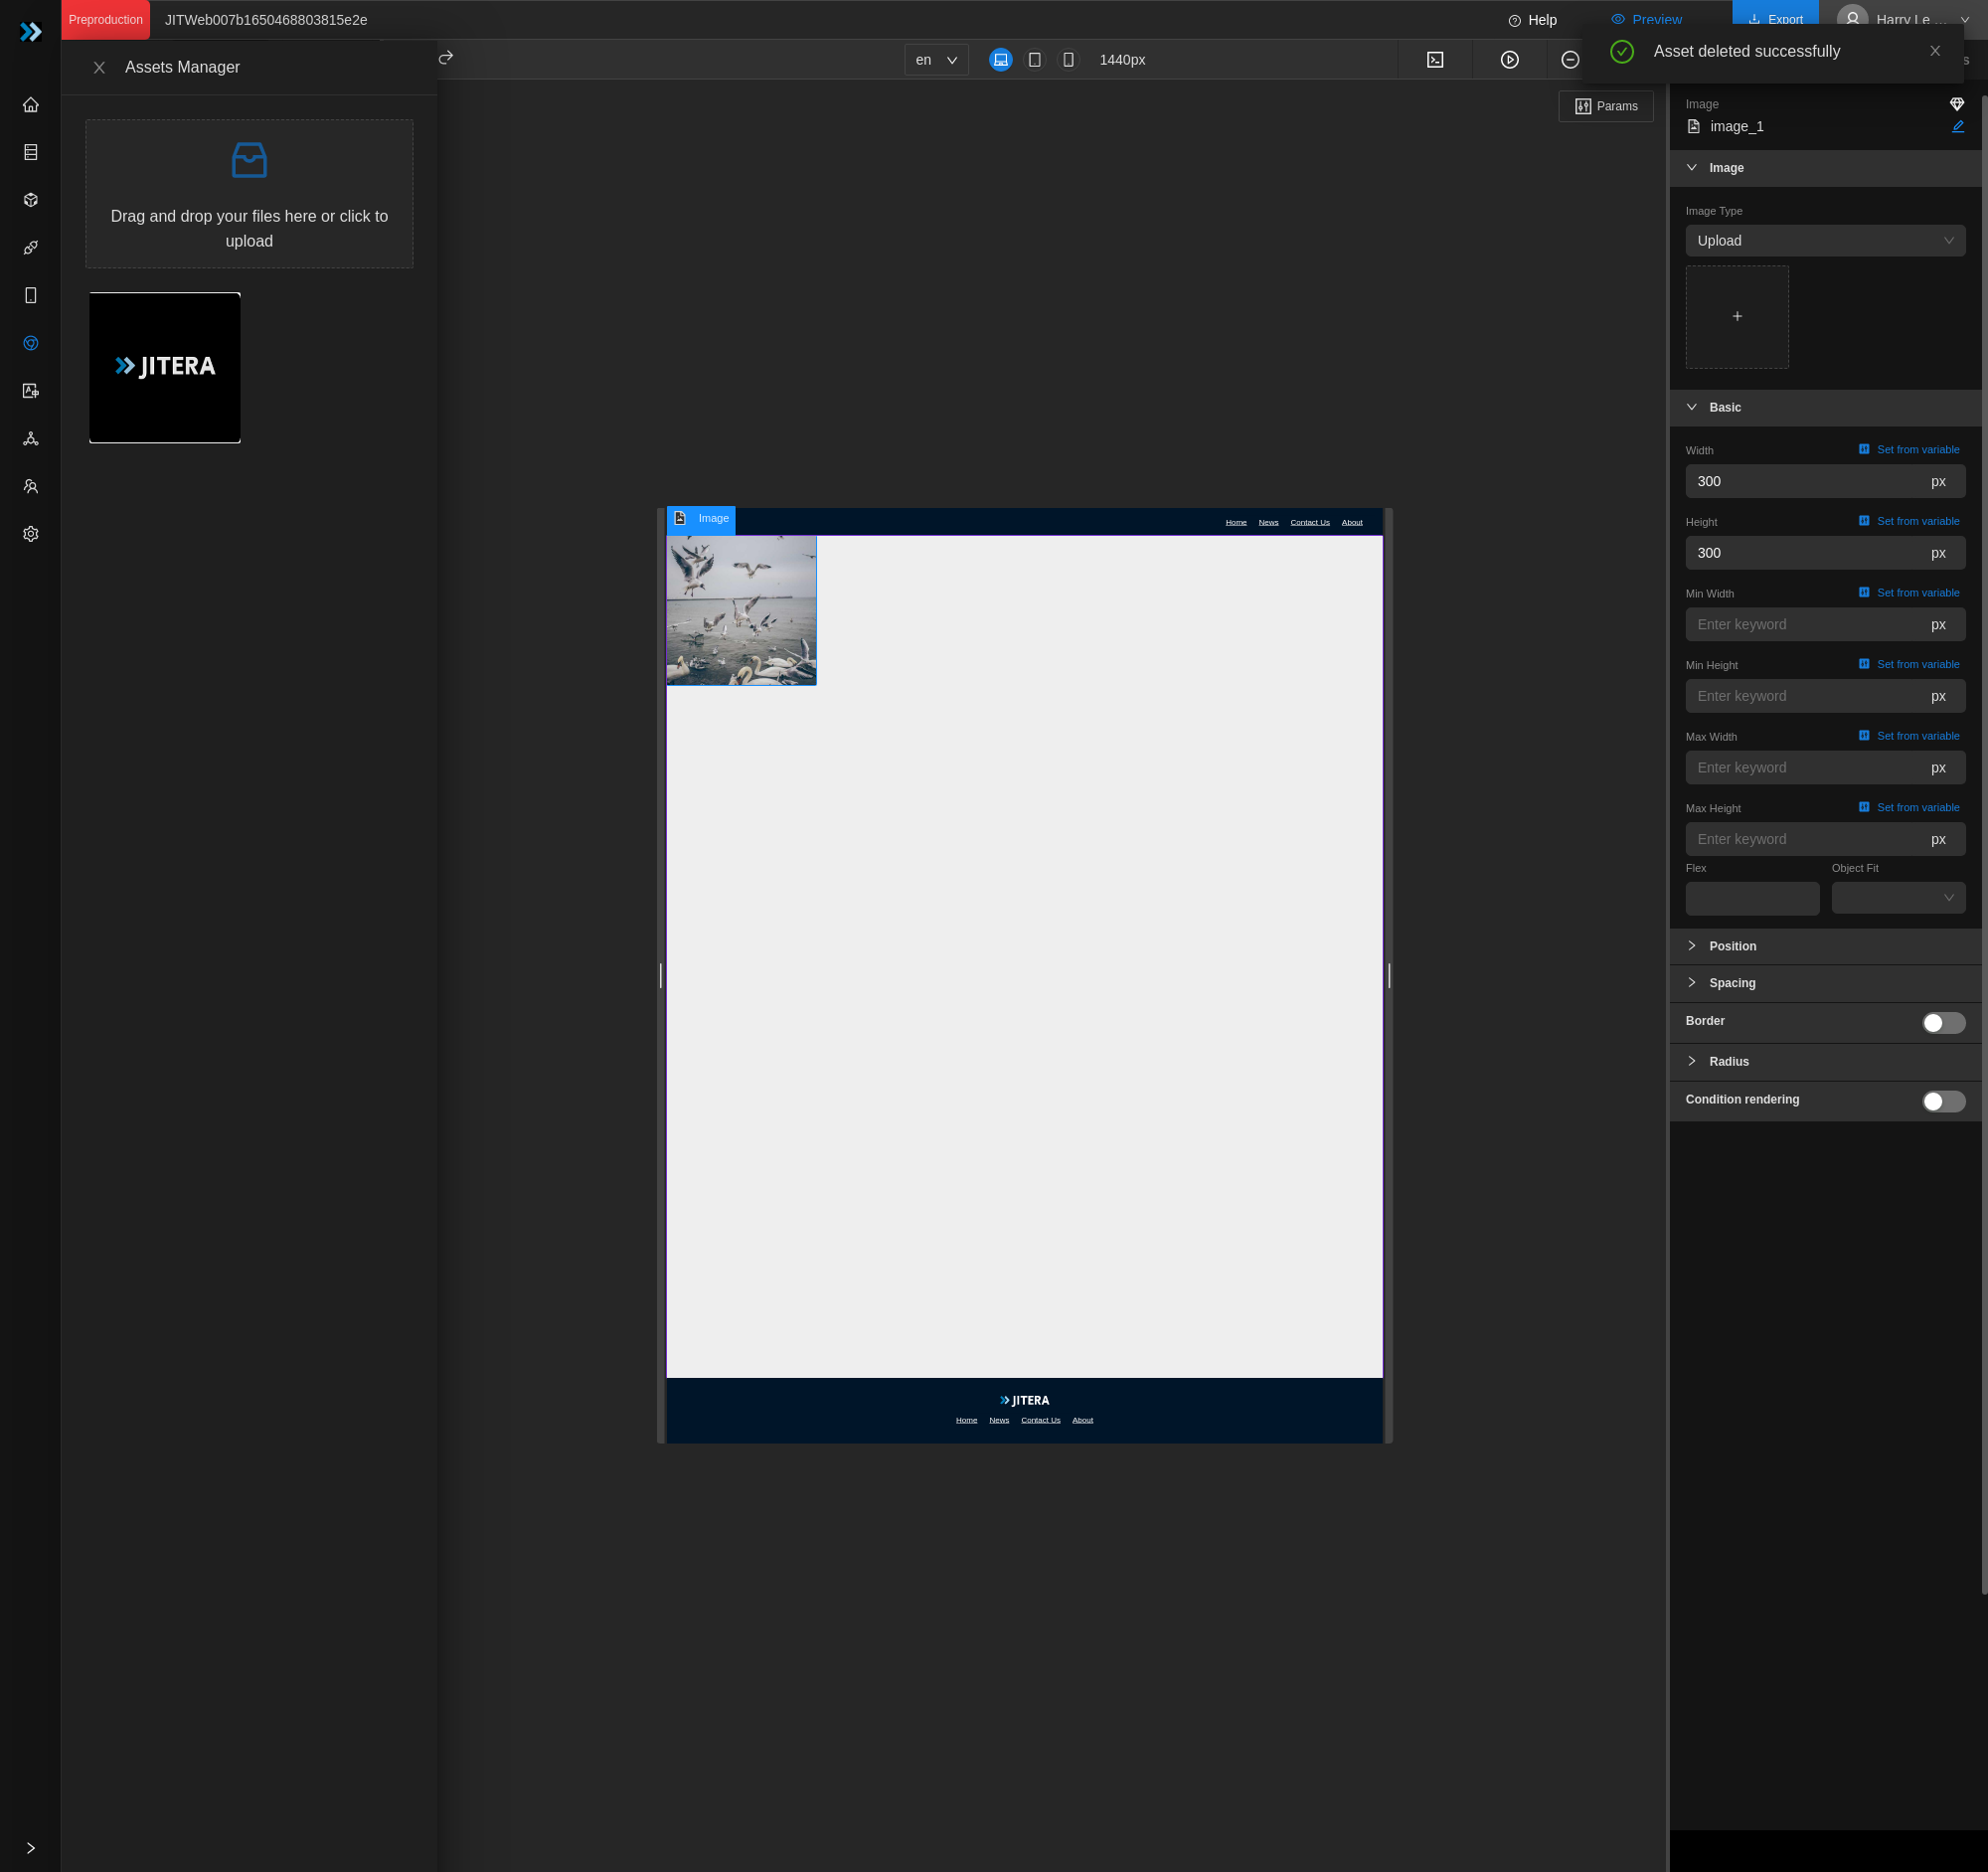 Preproduction
JITWeb007b1650468803815e2e
Help
Preview
Export
Harry Le ...
Assets Manager
en
1440px
Asset deleted successfully
Params
Drag and drop your files here or click to
upload
JITERA
Image
image_1
Image
Image Type
Upload
Basic
Width
Set from variable
300
px
Height
Set from variable
300
px
Min Width
Set from variable
Enter keyword
px
Min Height
Set from variable
Enter keyword
px
Max Width
Set from variable
Enter keyword
px
Max Height
Set from variable
Enter keyword
px
Flex
Object Fit
Position
Spacing
Border
Radius
Condition rendering
Image
Home
News
Contact Us
About
JITERA
Home
News
Contact Us
About